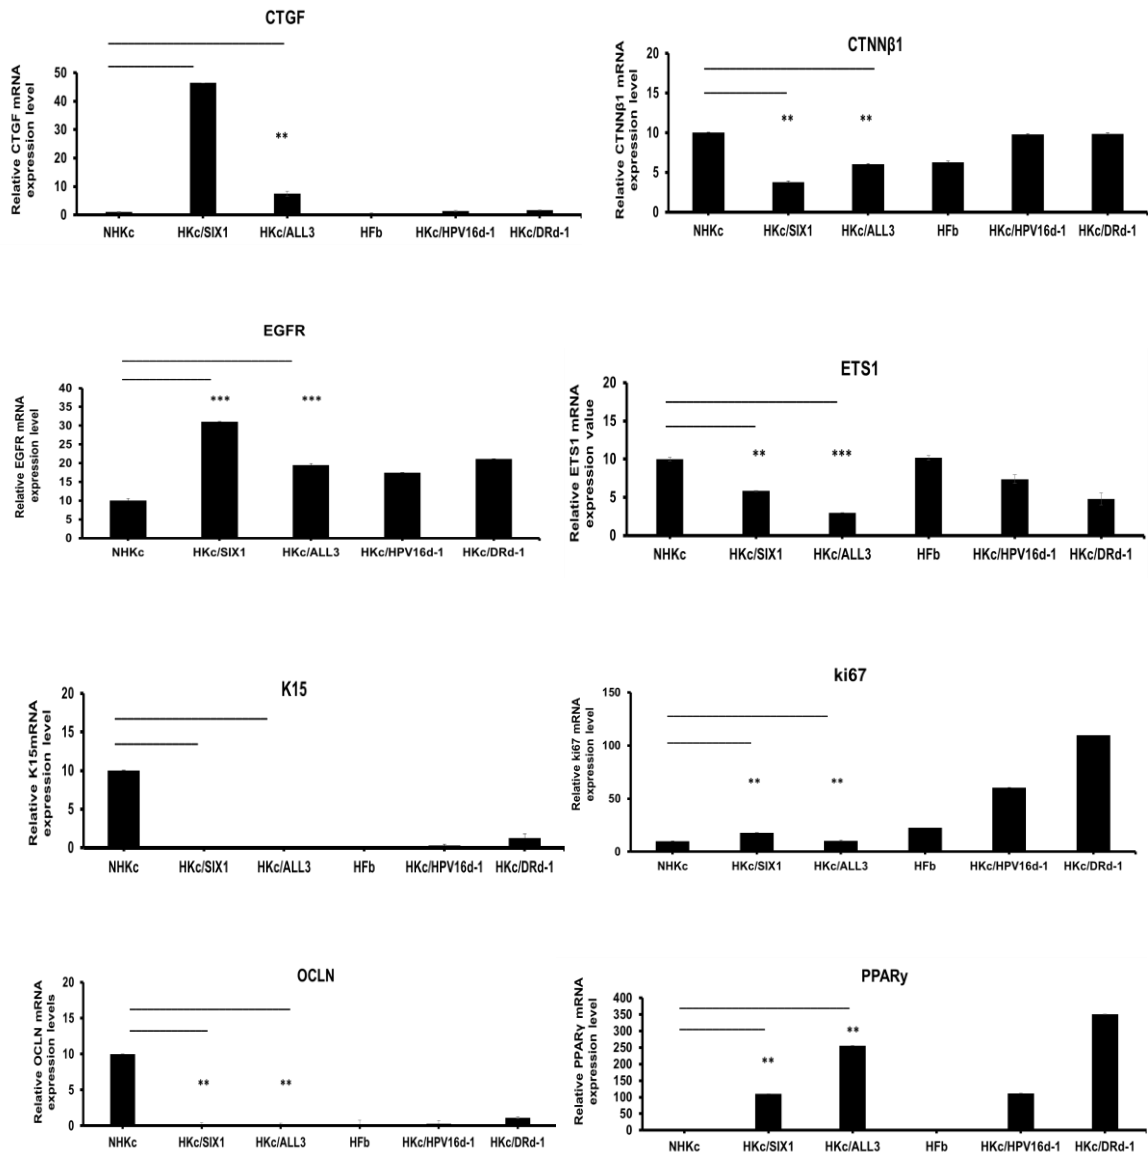 CTGF
Relative CTGF mRNA
expression level
50
40
30
20
10
0
**
NHKc HKc/SIX1 HKc/ALL3 HFb HKc/HPV16d-1 HKc/DRd-1
CTNNβ1
Relative CTNNβ1 mRNA
expression level
20
15
10
5
0
** **
NHKc HKc/SIX1 HKc/ALL3 HFb HKc/HPV16d-1 HKc/DRd-1
EGFR
Relative EGFR mRNA
expression level
40
35
30
25
20
15
10
5
0
*** ***
NHKc HKc/SIX1 HKc/ALL3 HKc/HPV16d-1 HKc/DRd-1
ETS1
Relative ETS1 mRNA
expression value
20
15
10
5
0
** ***
NHKc HKc/SIX1 HKc/ALL3 HFb HKc/HPV16d-1 HKc/DRd-1
K15
Relative K15mRNA
expression level
20
15
10
5
0
NHKc HKc/SIX1 HKc/ALL3 HFb HKc/HPV16d-1 HKc/DRd-1
ki67
Relative ki67 mRNA
expression level
150
100
50
0
** **
NHKc HKc/SIX1 HKc/ALL3 HFb HKc/HPV16d-1 HKc/DRd-1
OCLN
Relative OCLN mRNA
expression levels
20
15
10
5
0
** **
NHKc HKc/SIX1 HKc/ALL3 HFb HKc/HPV16d-1 HKc/DRd-1
PPARγ
Relative PPARγ mRNA
expression level
400
350
300
250
200
150
100
50
0
** **
NHKc HKc/SIX1 HKc/ALL3 HFb HKc/HPV16d-1 HKc/DRd-1